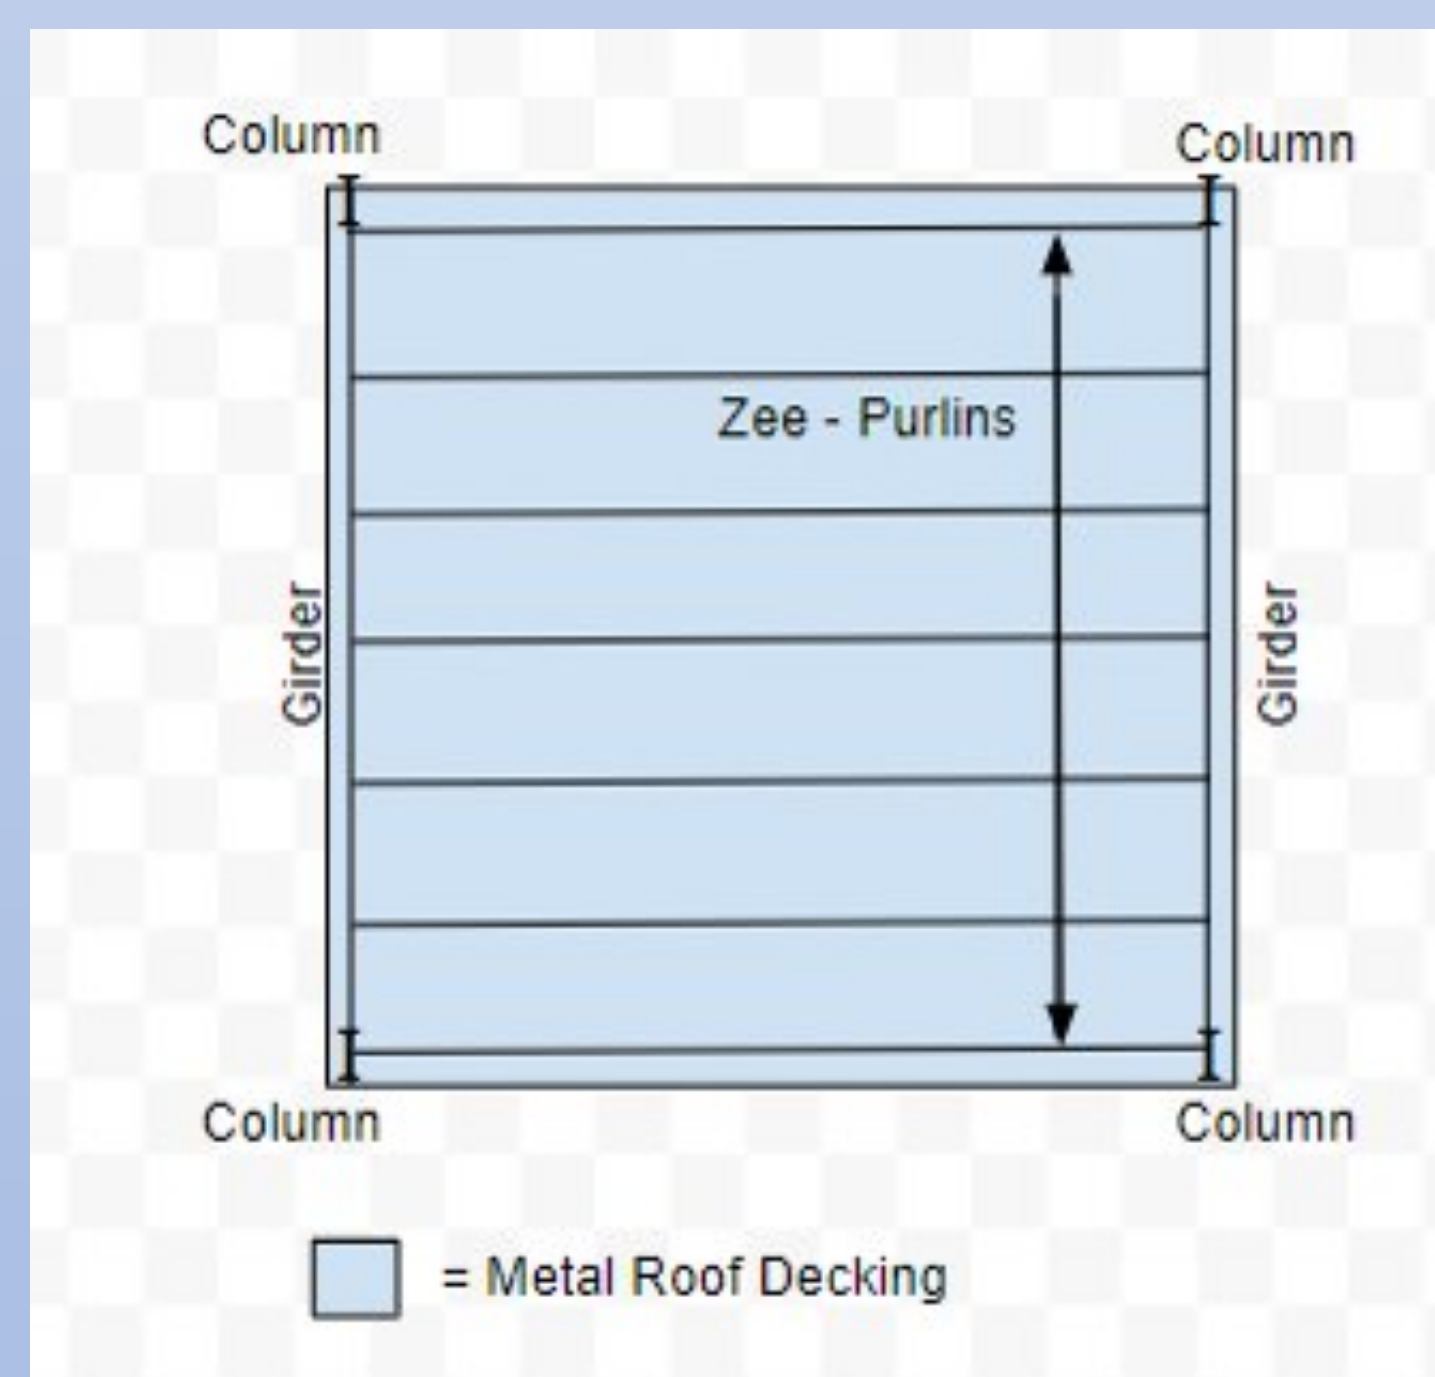 Column
Column
Zee - Purlins
Girder
Girder
Column
Column
= Metal Roof Decking